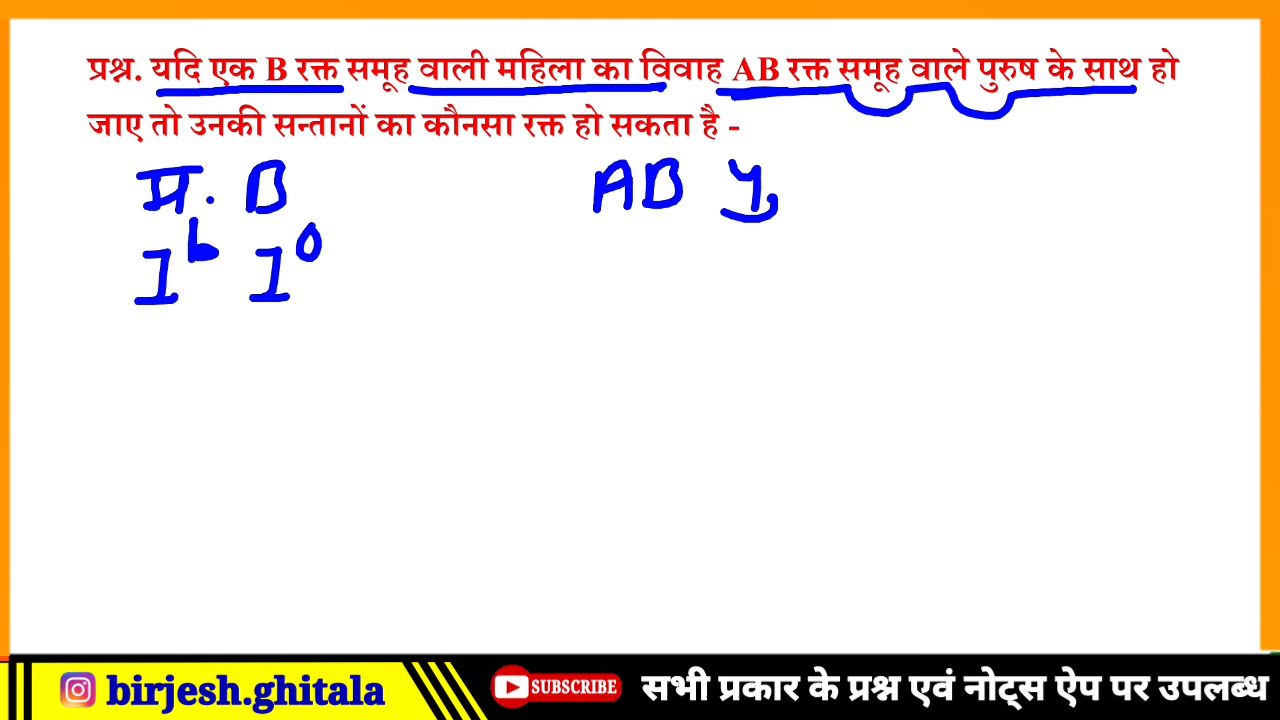 प्रश्न. यदि एक B रक्त समूह वाली महिला का विवाह AB रक्त समूह वाले पुरुष के साथ हो
जाए तो उनकी सन्तानों का कौनसा रक्त हो सकता है -
म. B AB पु
I^b I^o
birjesh.ghitala SUBSCRIBE सभी प्रकार के प्रश्न एवं नोट्स ऐप पर उपलब्ध